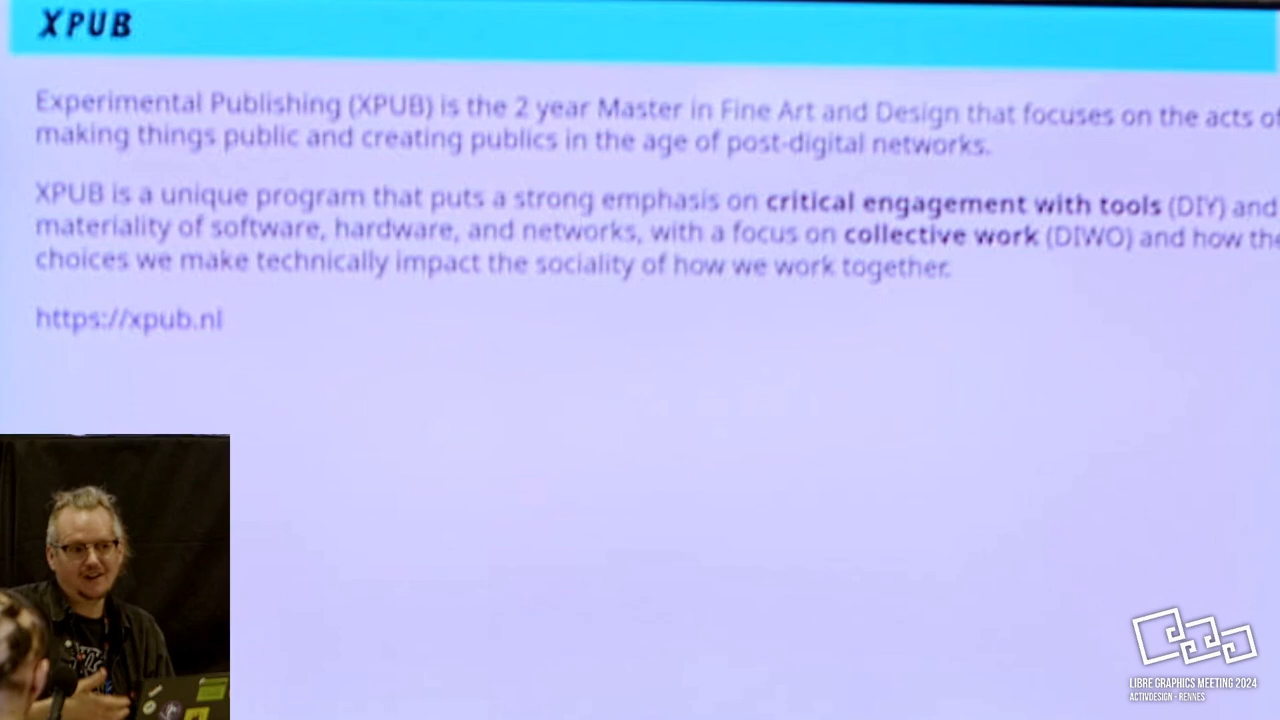 XPUB
Experimental Publishing (XPUB) is the 2 year Master in Fine Art and Design that focuses on the acts of
making things public and creating publics in the age of post-digital networks.
XPUB is a unique program that puts a strong emphasis on critical engagement with tools (DIY) and
materiality of software, hardware, and networks, with a focus on collective work (DIWO) and how the
choices we make technically impact the sociality of how we work together.
https://xpub.nl
LIBRE GRAPHICS MEETING 2024
ACTIVDESIGN - RENNES